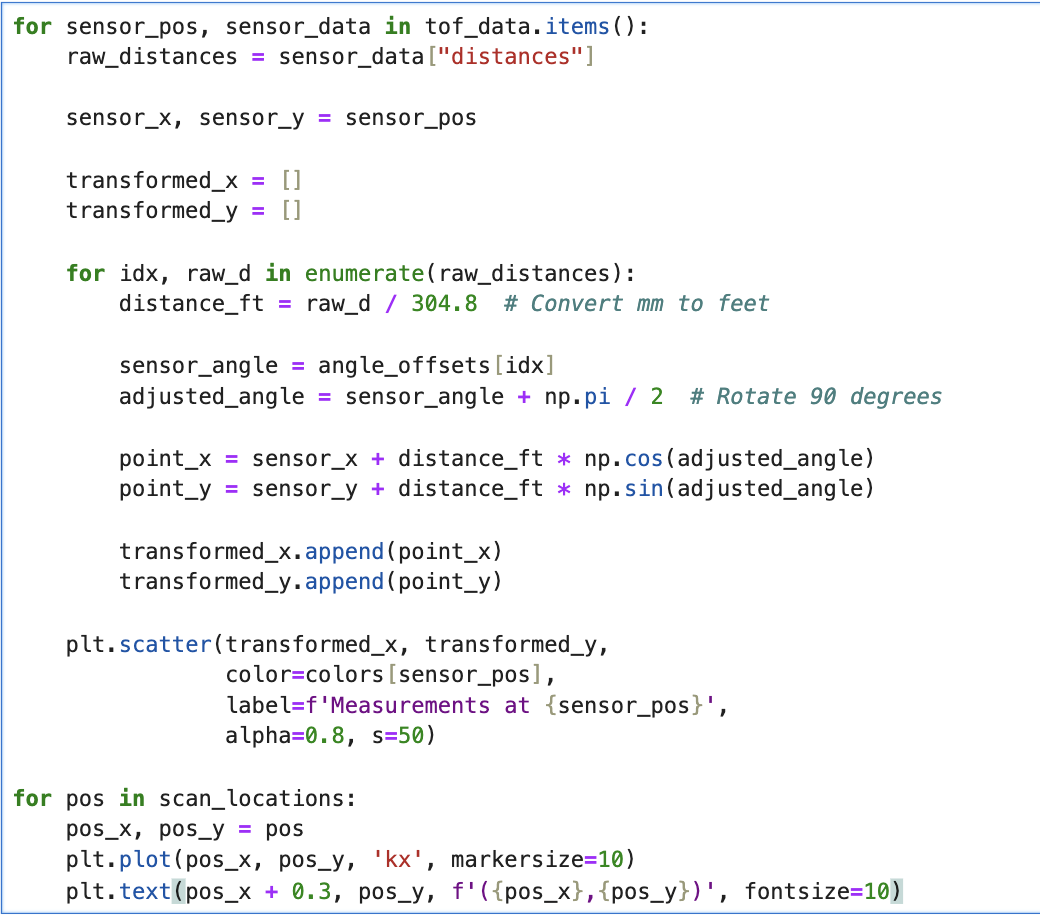 for sensor_pos, sensor_data in tof_data.items():
    raw_distances = sensor_data["distances"]

    sensor_x, sensor_y = sensor_pos

    transformed_x = []
    transformed_y = []

    for idx, raw_d in enumerate(raw_distances):
        distance_ft = raw_d / 304.8  # Convert mm to feet

        sensor_angle = angle_offsets[idx]
        adjusted_angle = sensor_angle + np.pi / 2  # Rotate 90 degrees

        point_x = sensor_x + distance_ft * np.cos(adjusted_angle)
        point_y = sensor_y + distance_ft * np.sin(adjusted_angle)

        transformed_x.append(point_x)
        transformed_y.append(point_y)

    plt.scatter(transformed_x, transformed_y,
                color=colors[sensor_pos],
                label=f'Measurements at {sensor_pos}',
                alpha=0.8, s=50)

for pos in scan_locations:
    pos_x, pos_y = pos
    plt.plot(pos_x, pos_y, 'kx', markersize=10)
    plt.text(pos_x + 0.3, pos_y, f'({pos_x},{pos_y})', fontsize=10)